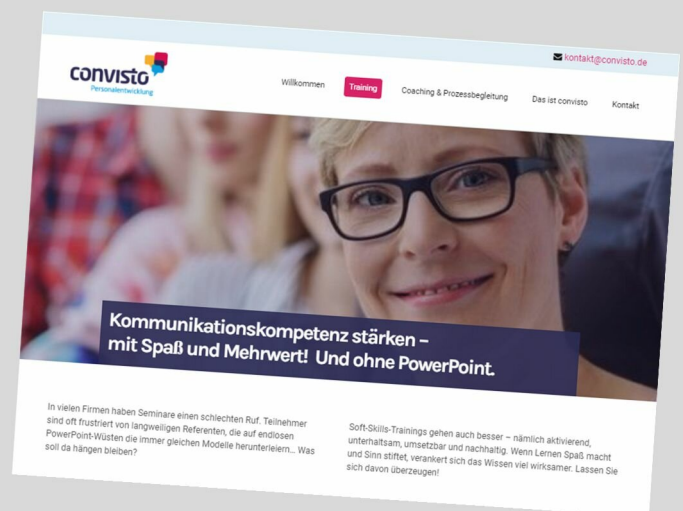 kontakt@convisto.de
convisto
Personalentwicklung
Willkommen
Training
Coaching & Prozessbegleitung
Das ist convisto
Kontakt
Kommunikationskompetenz stärken –
mit Spaß und Mehrwert! Und ohne PowerPoint.
In vielen Firmen haben Seminare einen schlechten Ruf. Teilnehmer
sind oft frustriert von langweiligen Referenten, die auf endlosen
PowerPoint-Wüsten die immer gleichen Modelle herunterleiern... Was
soll da hängen bleiben?
Soft-Skills-Trainings gehen auch besser – nämlich aktivierend,
unterhaltsam, umsetzbar und nachhaltig. Wenn Lernen Spaß macht
und Sinn stiftet, verankert sich das Wissen viel wirksamer. Lassen Sie
sich davon überzeugen!